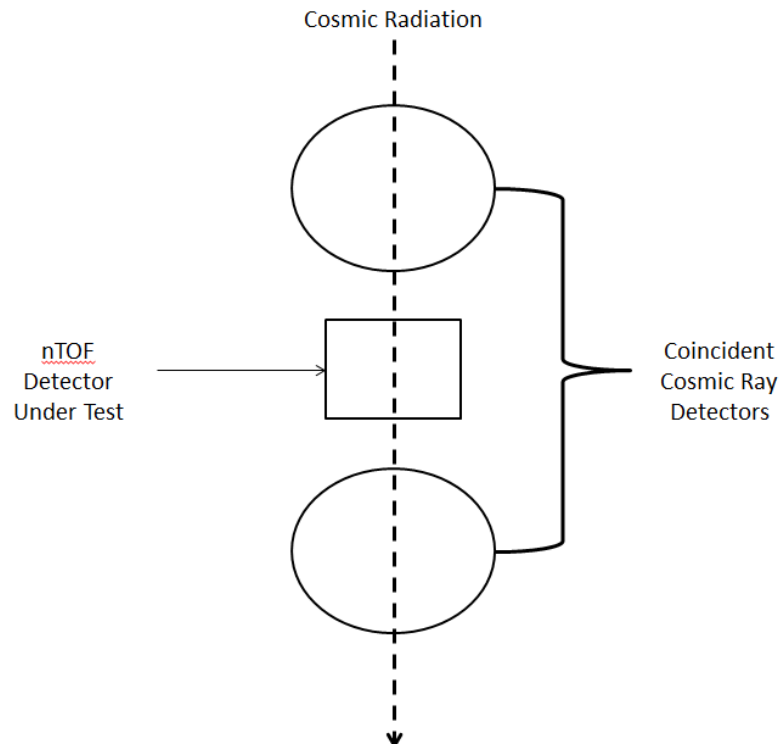 Cosmic Radiation
nTOF
Detector
Under Test
Coincident
Cosmic Ray
Detectors